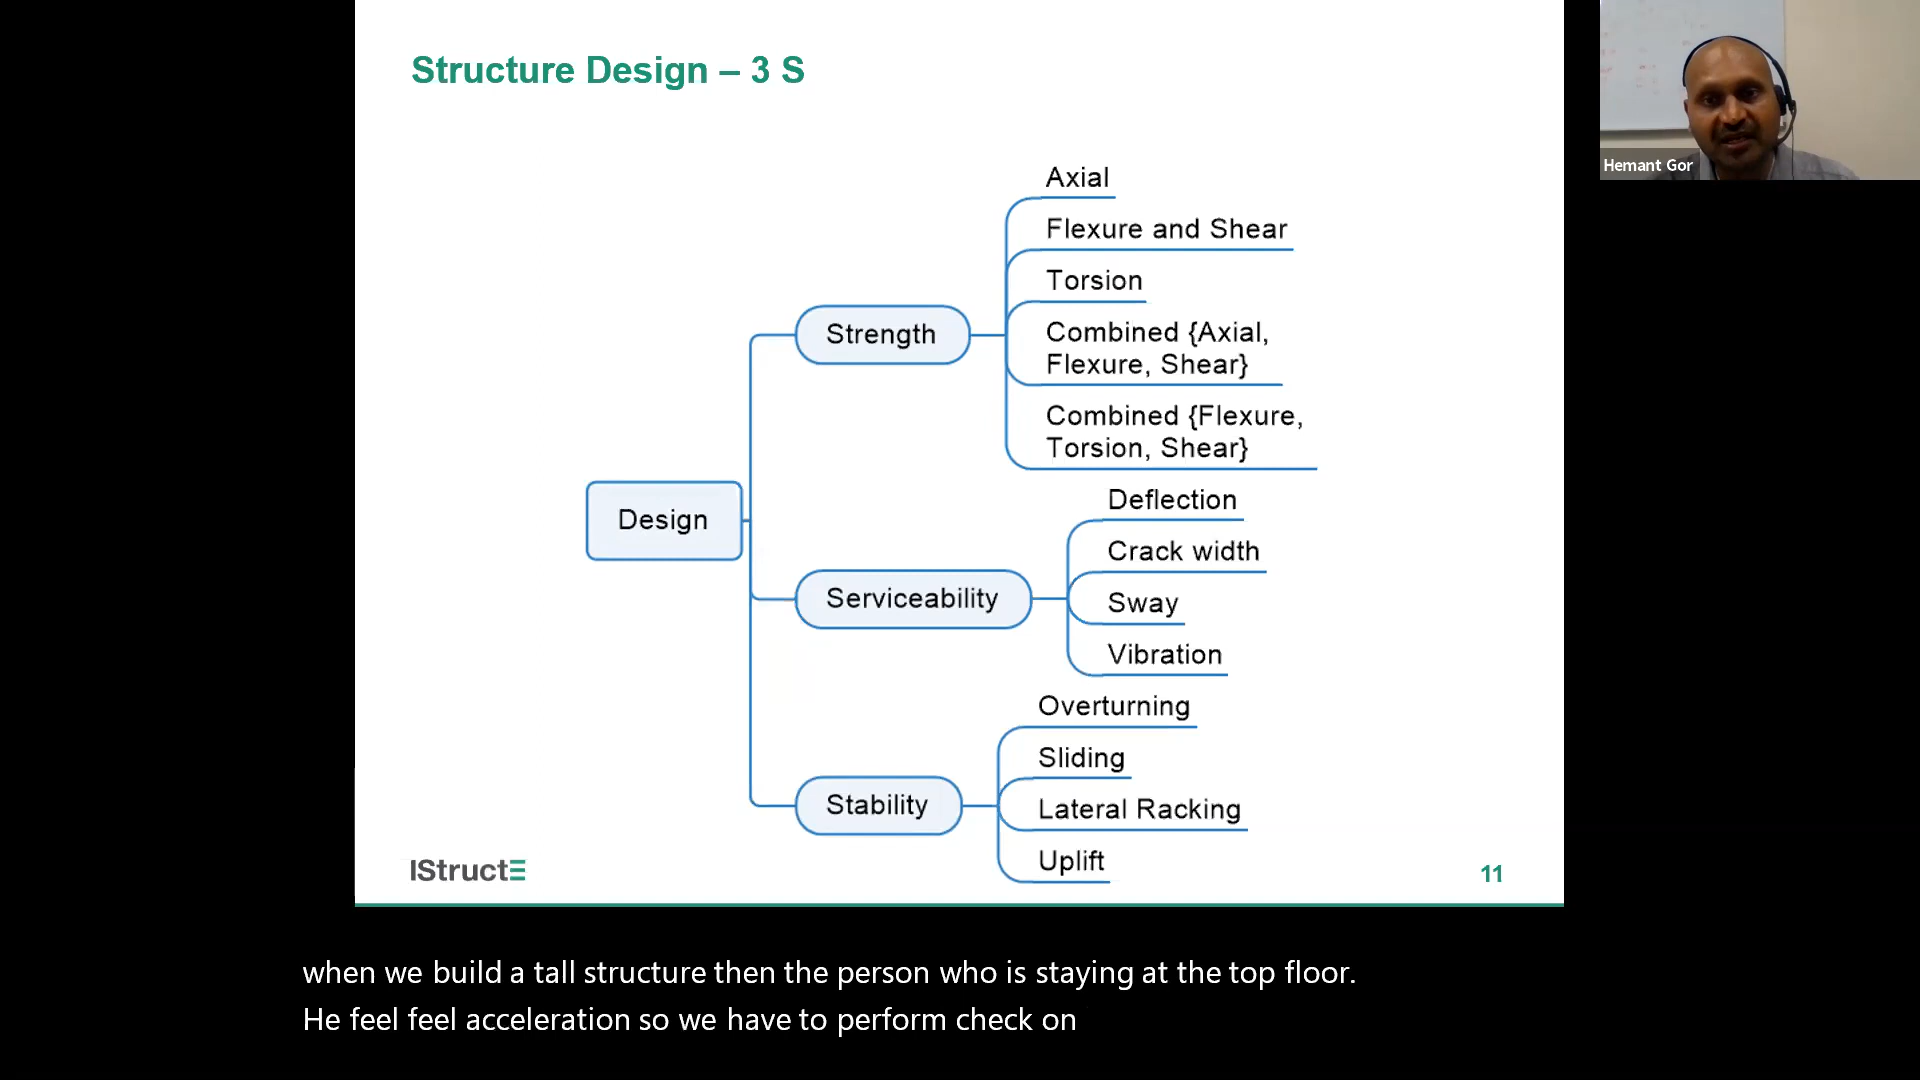 Structure Design – 3 S
Hemant Gor
Axial
Flexure and Shear
Torsion
Strength
Combined {Axial,
Flexure, Shear}
Combined {Flexure,
Torsion, Shear}
Design
Deflection
Crack width
Serviceability
Sway
Vibration
Overturning
Sliding
Stability
Lateral Racking
Uplift
IStructE
11
when we build a tall structure then the person who is staying at the top floor.
He feel feel acceleration so we have to perform check on